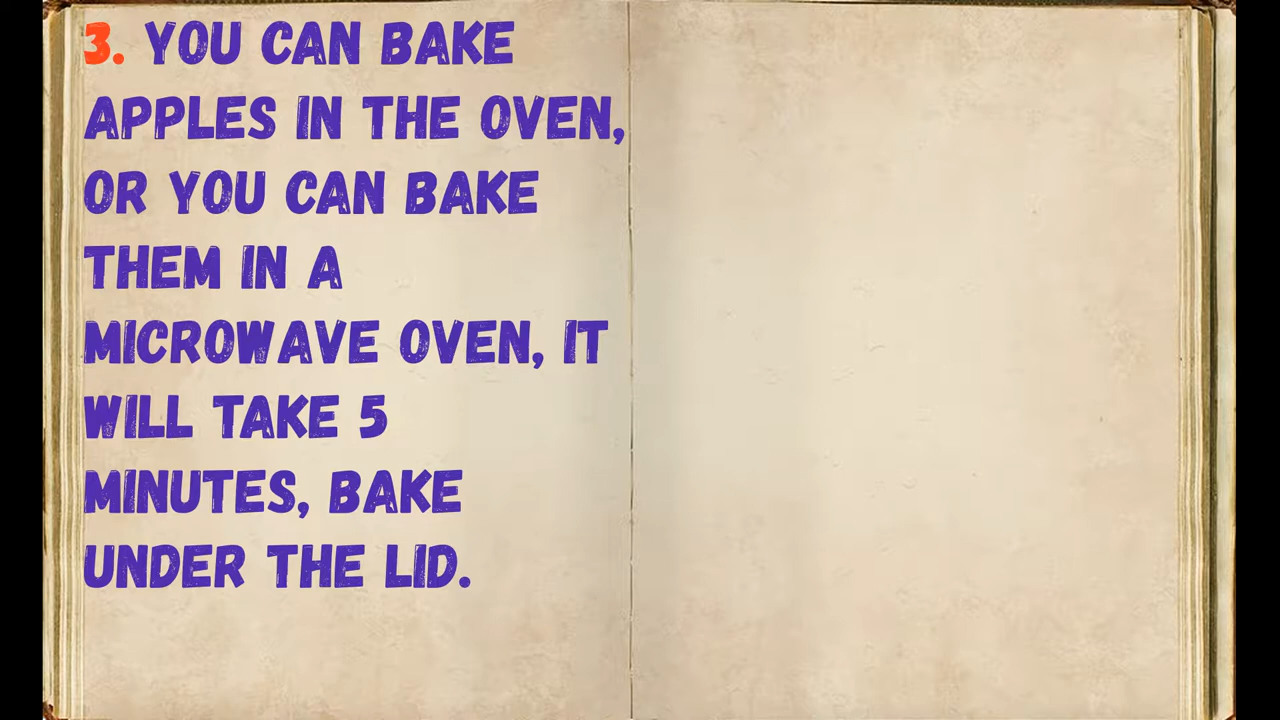 3. YOU CAN BAKE
APPLES IN THE OVEN,
OR YOU CAN BAKE
THEM IN A
MICROWAVE OVEN, IT
WILL TAKE 5
MINUTES, BAKE
UNDER THE LID.